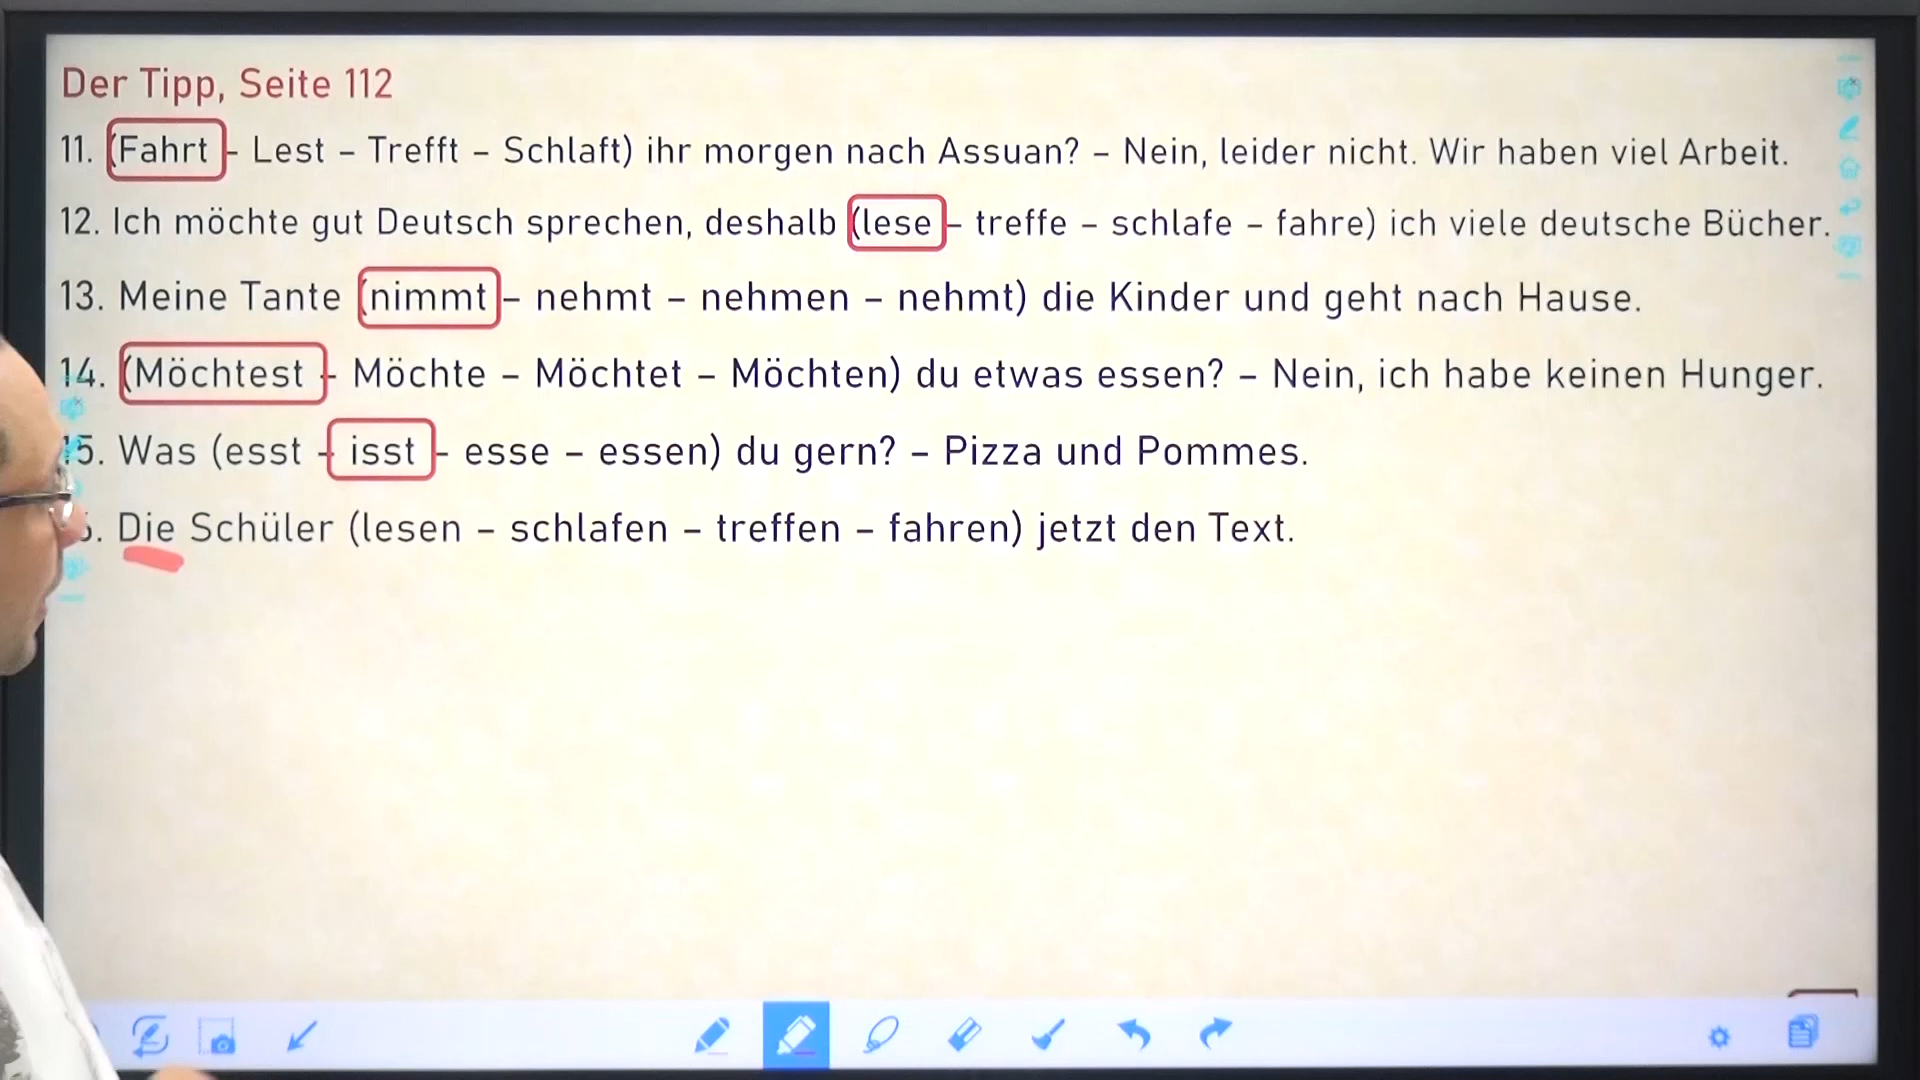 Der Tipp, Seite 112
11. (Fahrt – Lest – Trefft – Schlaft) ihr morgen nach Assuan? – Nein, leider nicht. Wir haben viel Arbeit.
12. Ich möchte gut Deutsch sprechen, deshalb (lese – treffe – schlafe – fahre) ich viele deutsche Bücher.
13. Meine Tante (nimmt – nehmt – nehmen – nehmt) die Kinder und geht nach Hause.
14. (Möchtest – Möchte – Möchtet – Möchten) du etwas essen? – Nein, ich habe keinen Hunger.
15. Was (esst – isst – esse – essen) du gern? – Pizza und Pommes.
Die Schüler (lesen – schlafen – treffen – fahren) jetzt den Text.